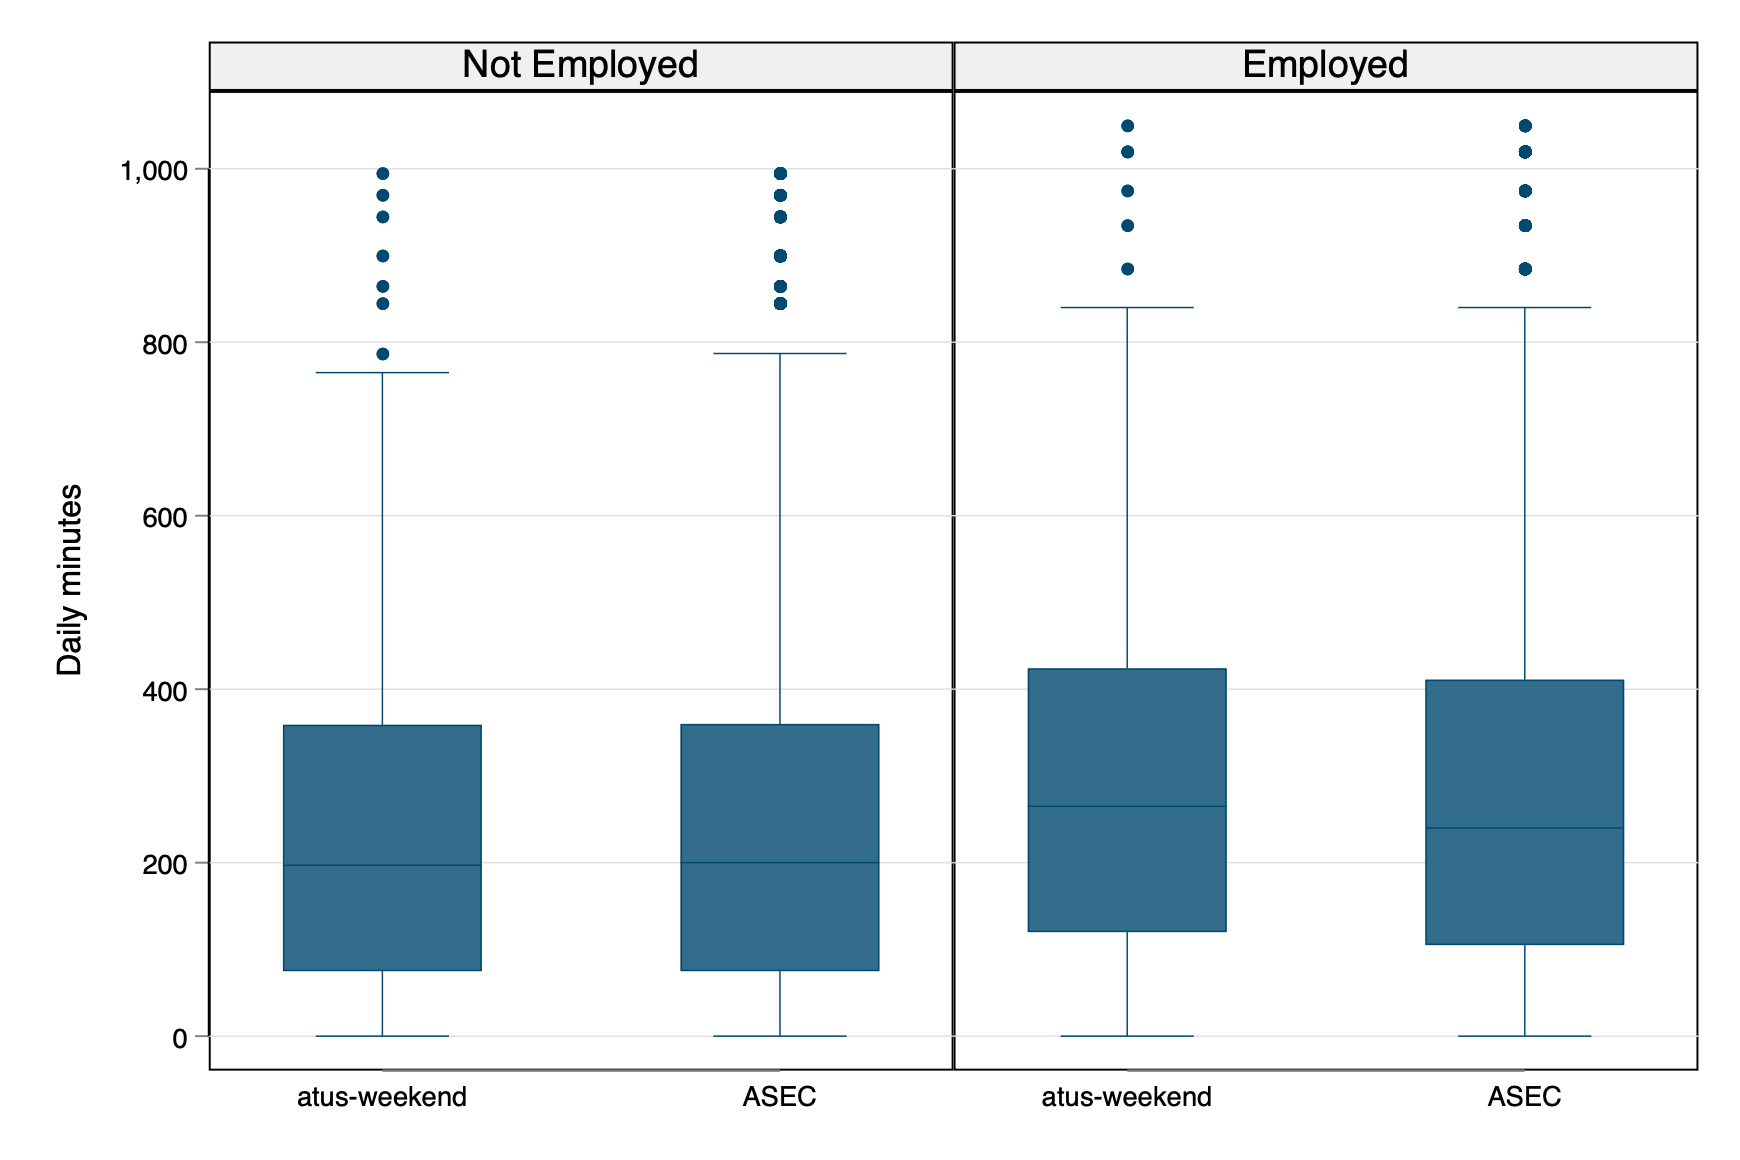 Not Employed
Employed
Daily minutes
1,000
800
600
400
200
0
atus-weekend
ASEC
atus-weekend
ASEC